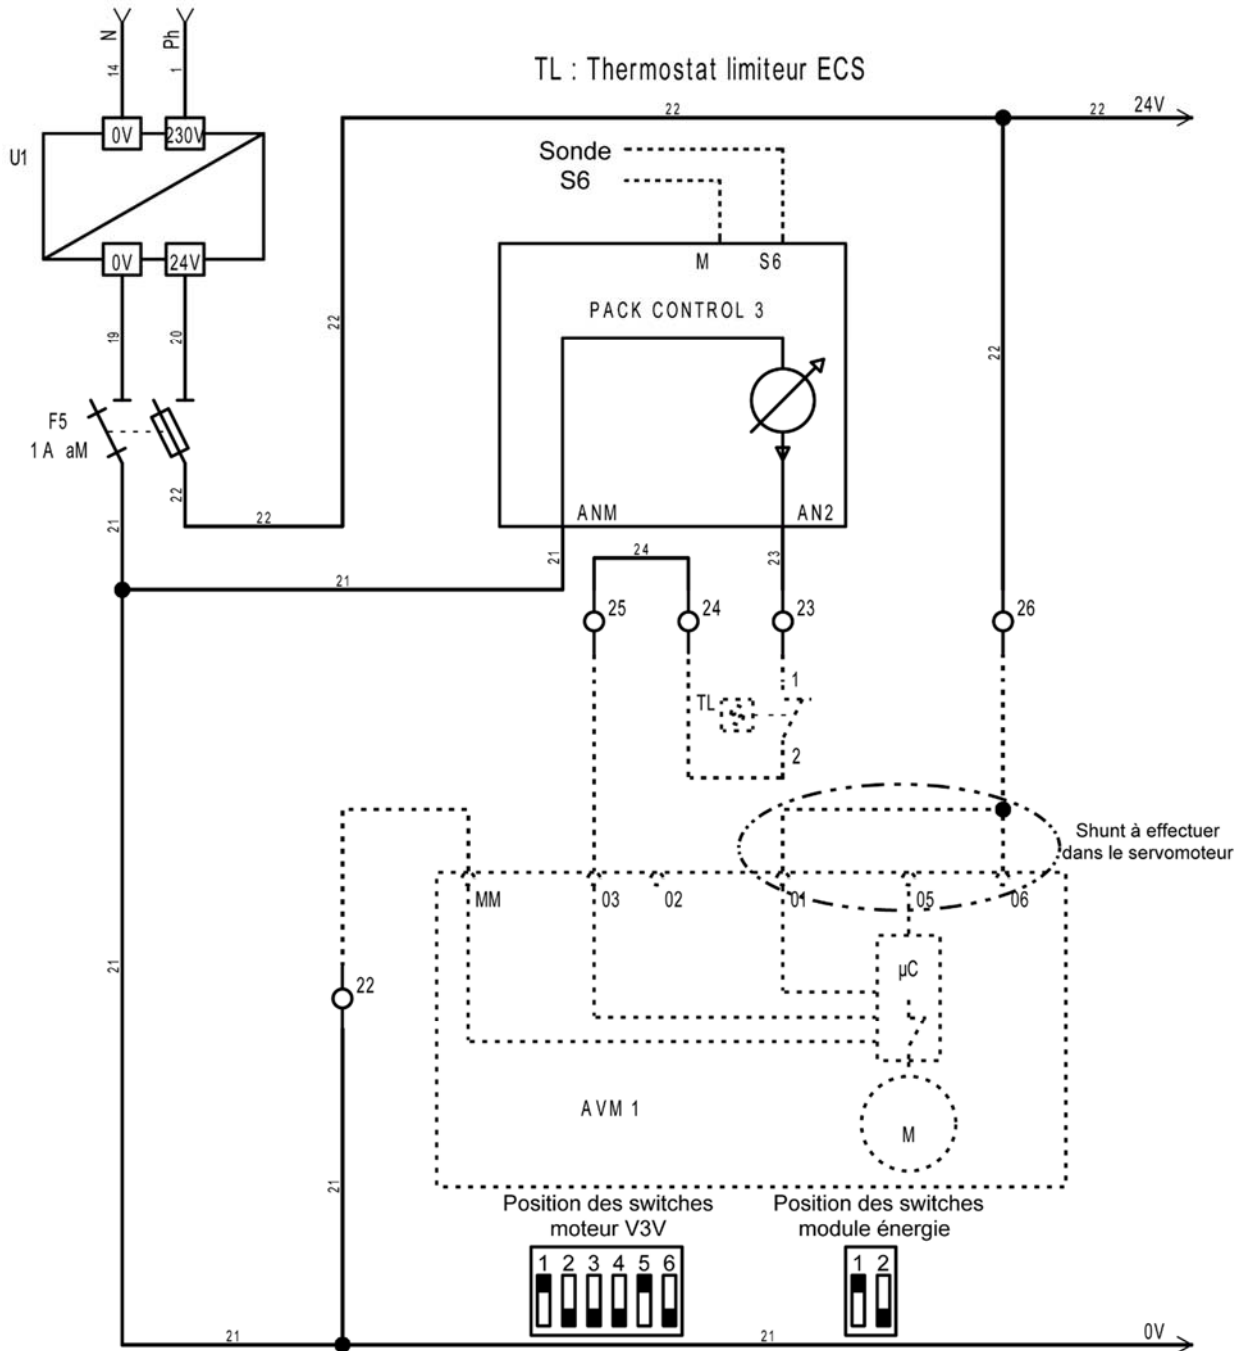 N
Ph
14
1
TL : Thermostat limiteur ECS
22
22
24V
0V
230V
U1
Sonde
S6
0V
24V
M
S6
PACK CONTROL 3
19
20
22
22
F5
1 A aM
22
22
21
ANM
AN2
21
24
23
21
25
24
23
26
1
TL
2
Shunt à effectuer
dans le servomoteur
MM
03
02
01
05
06
µC
21
22
AVM 1
M
21
Position des switches
moteur V3V
Position des switches
module énergie
1 2 3 4 5 6
1 2
21
21
0V